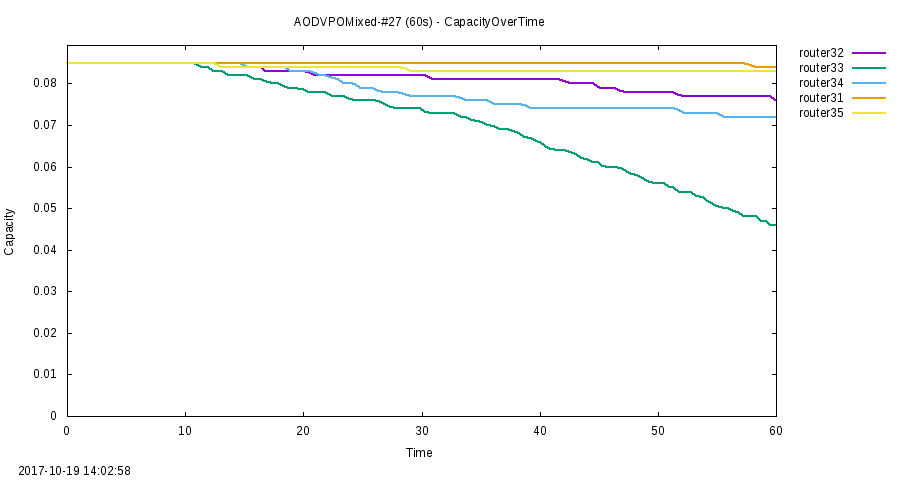 AODVPOMixed-#27 (60s) - CapacityOverTime
router32
router33
router34
router31
router35
0.08
0.07
0.06
0.05
0.04
0.03
0.02
0.01
0
Capacity
0 10 20 30 40 50 60
Time
2017-10-19 14:02:58